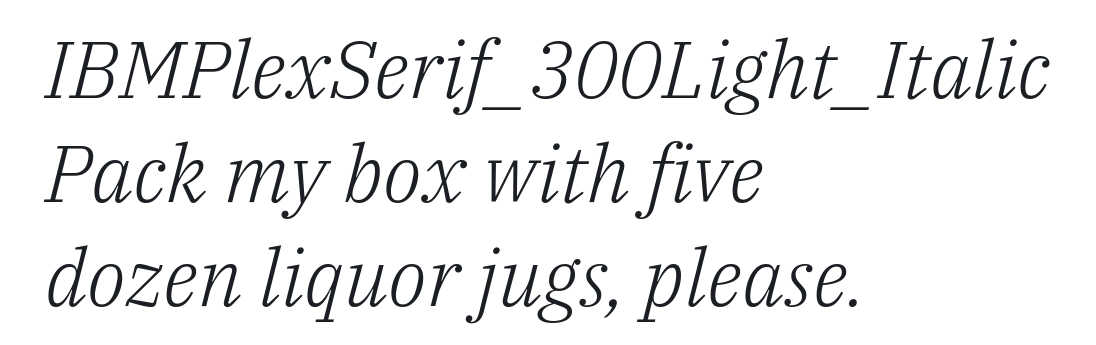 IBMPlexSerif_300Light_Italic
Pack my box with five
dozen liquor jugs, please.